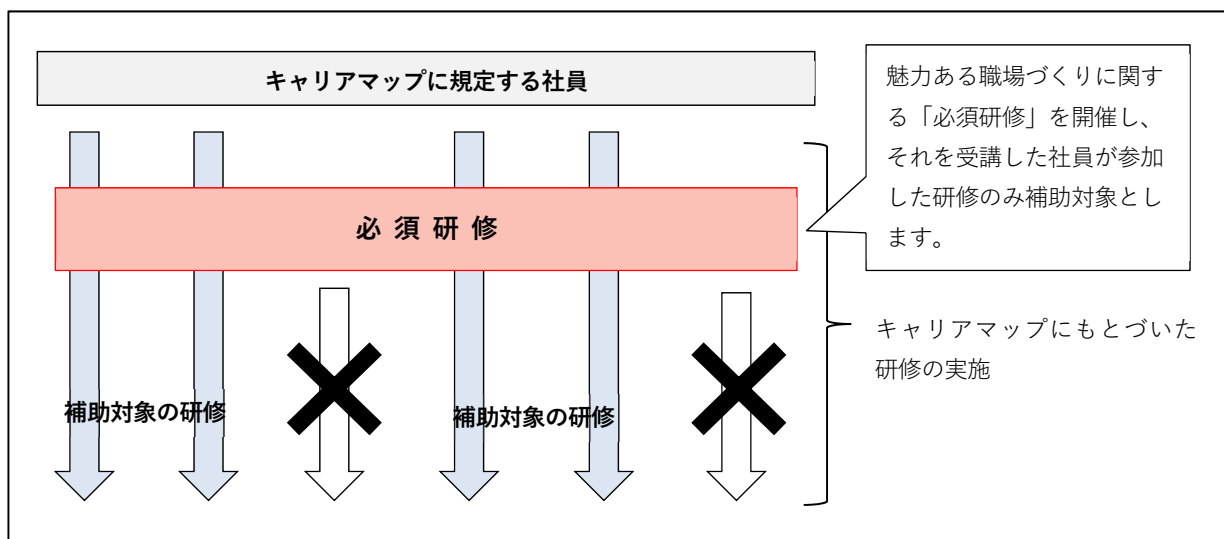 キャリアマップに規定する社員
魅力ある職場づくりに関す
る「必須研修」を開催し、
それを受講した社員が参加
した研修のみ補助対象とし
ます。
必須研修
キャリアマップにもとづいた
研修の実施
補助対象の研修
補助対象の研修